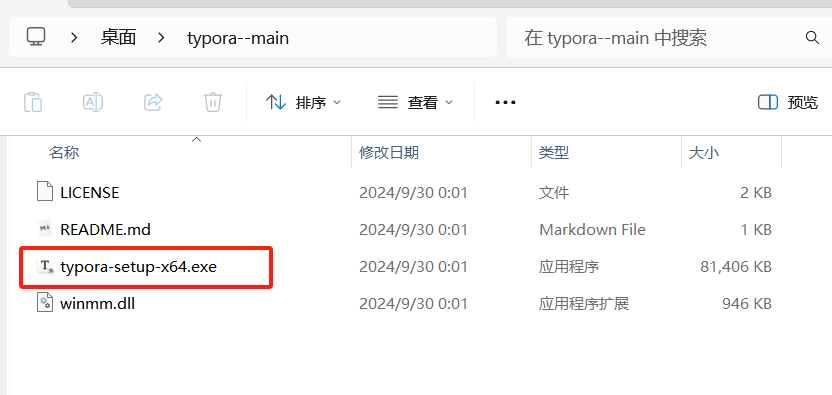 桌面 typora--main 在 typora--main 中搜索
排序 查看 ••• 预览
名称 修改日期 类型 大小
LICENSE 2024/9/30 0:01 文件 2 KB
README.md 2024/9/30 0:01 Markdown File 1 KB
typora-setup-x64.exe 2024/9/30 0:01 应用程序 81,406 KB
winmm.dll 2024/9/30 0:01 应用程序扩展 946 KB